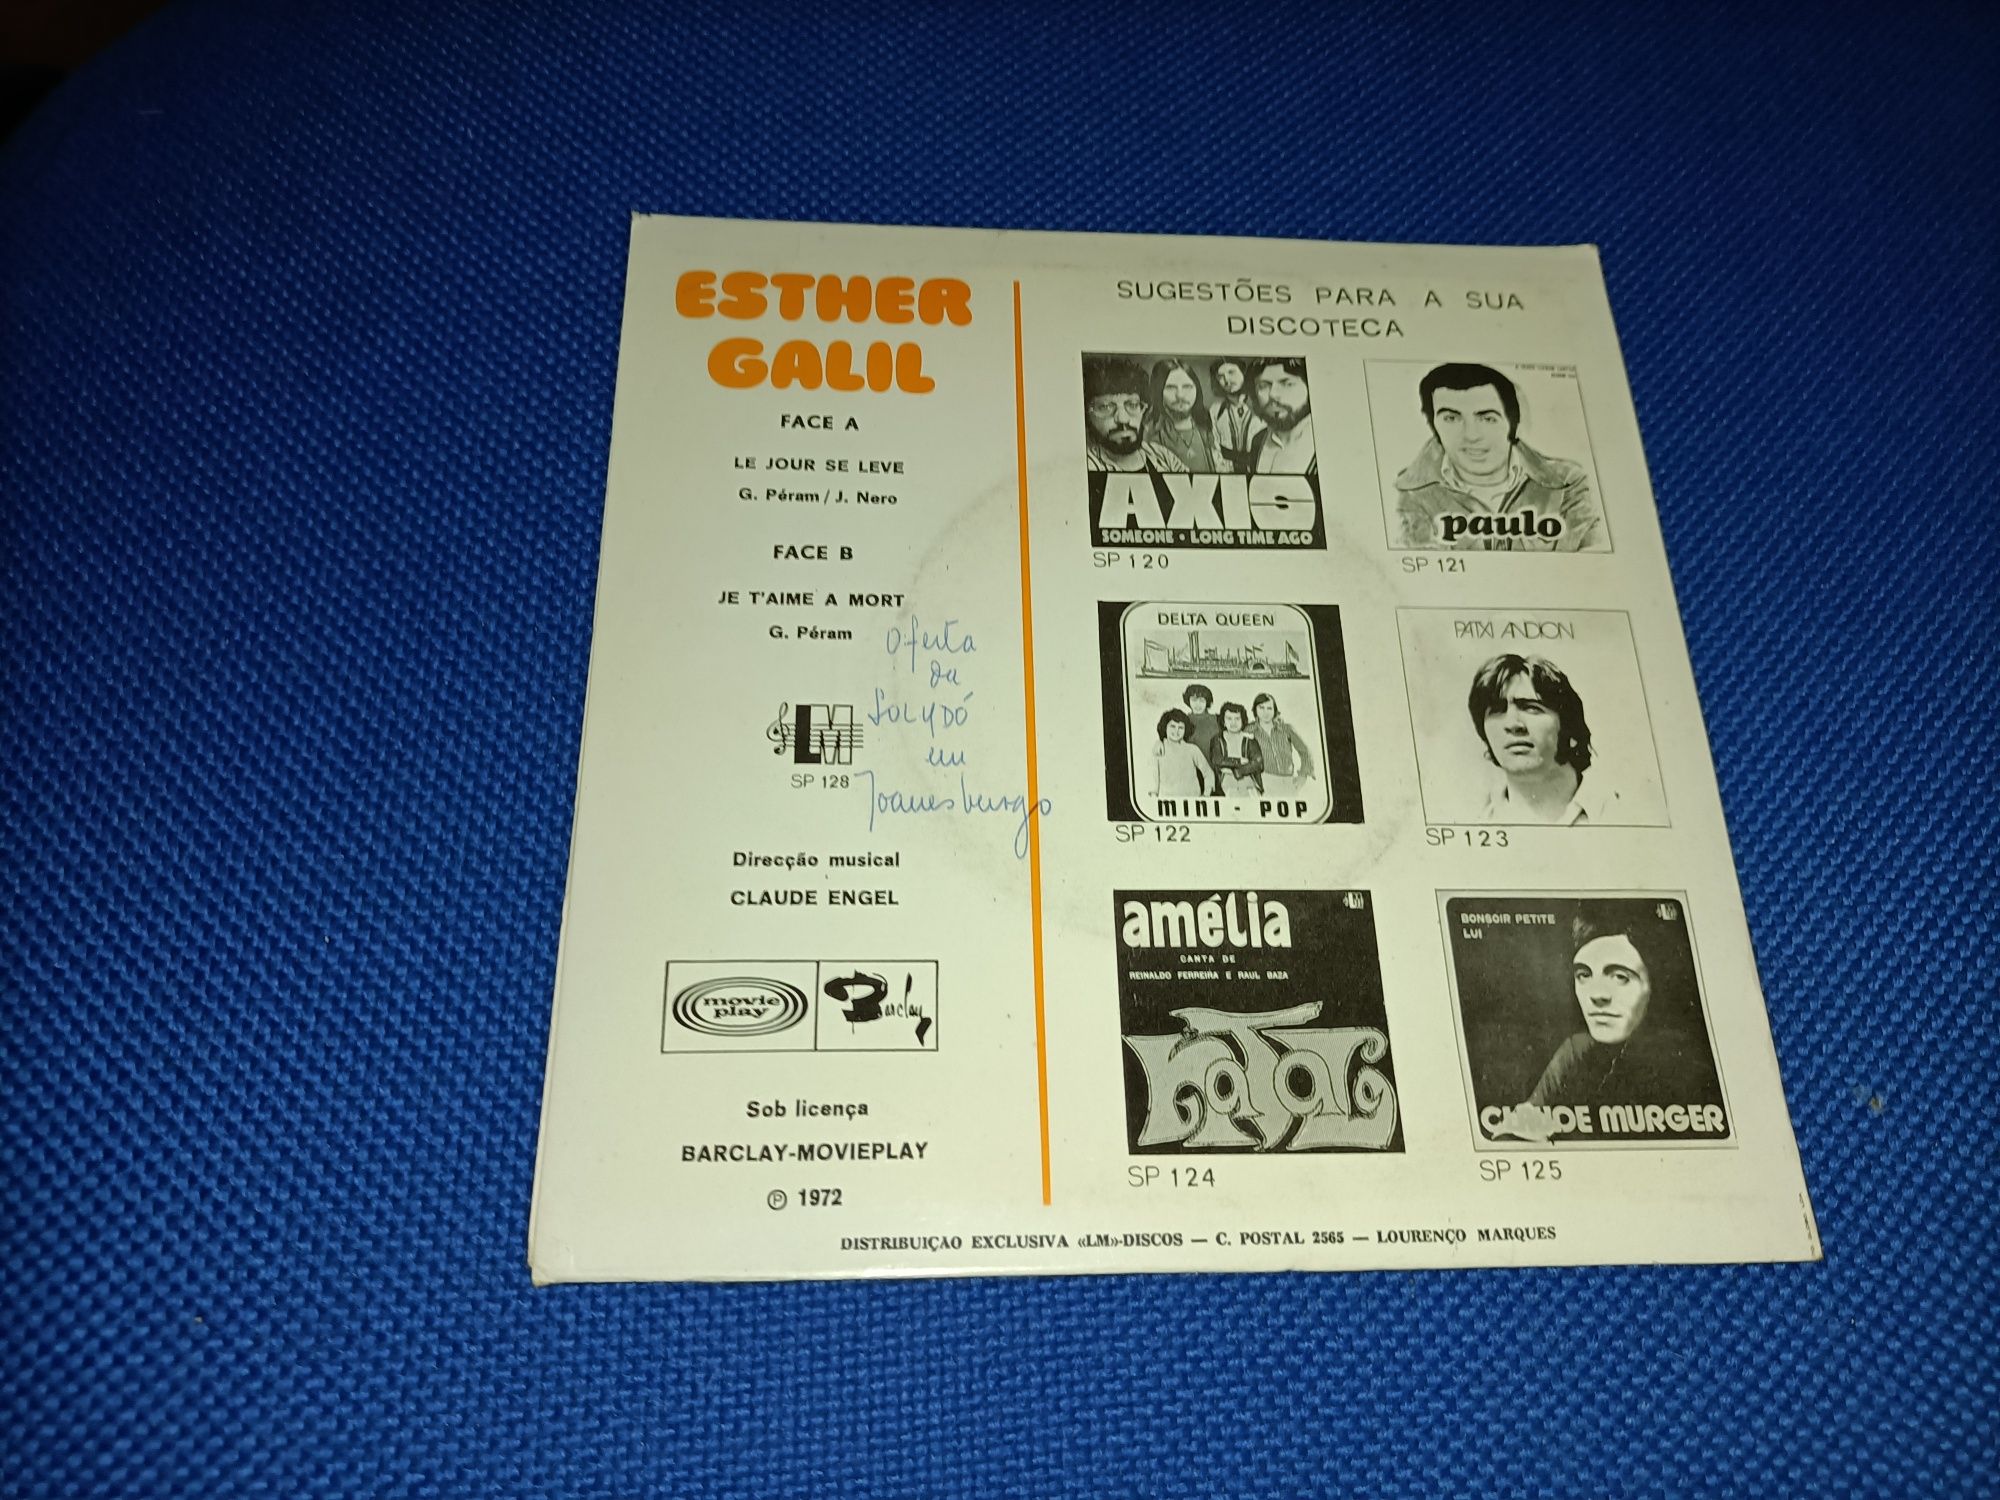 ESTHER
GALIL
FACE A
LE JOUR SE LEVE
G. Péram / J. Nero
FACE B
JE T'AIME A MORT
G. Péram
Oferta
da
SOLYDÓ
em
Joanesburgo
LM
SP 128
Direcção musical
CLAUDE ENGEL
movie
play
Barclay
Sob licença
BARCLAY-MOVIEPLAY
Ⓟ 1972
SUGESTÕES PARA A SUA
DISCOTECA
AXIS
SOMEONE • LONG TIME AGO
SP 120
paulo
SP 121
DELTA QUEEN
MINI - POP
SP 122
PATXI ANDION
SP 123
amélia
CANTA DE
REINALDO FERREIRA E RAUL BAZA
SP 124
BONSOIR PETITE
LUI
CLAUDE MURGER
SP 125
DISTRIBUIÇAO EXCLUSIVA «LM»-DISCOS — C. POSTAL 2565 — LOURENÇO MARQUES